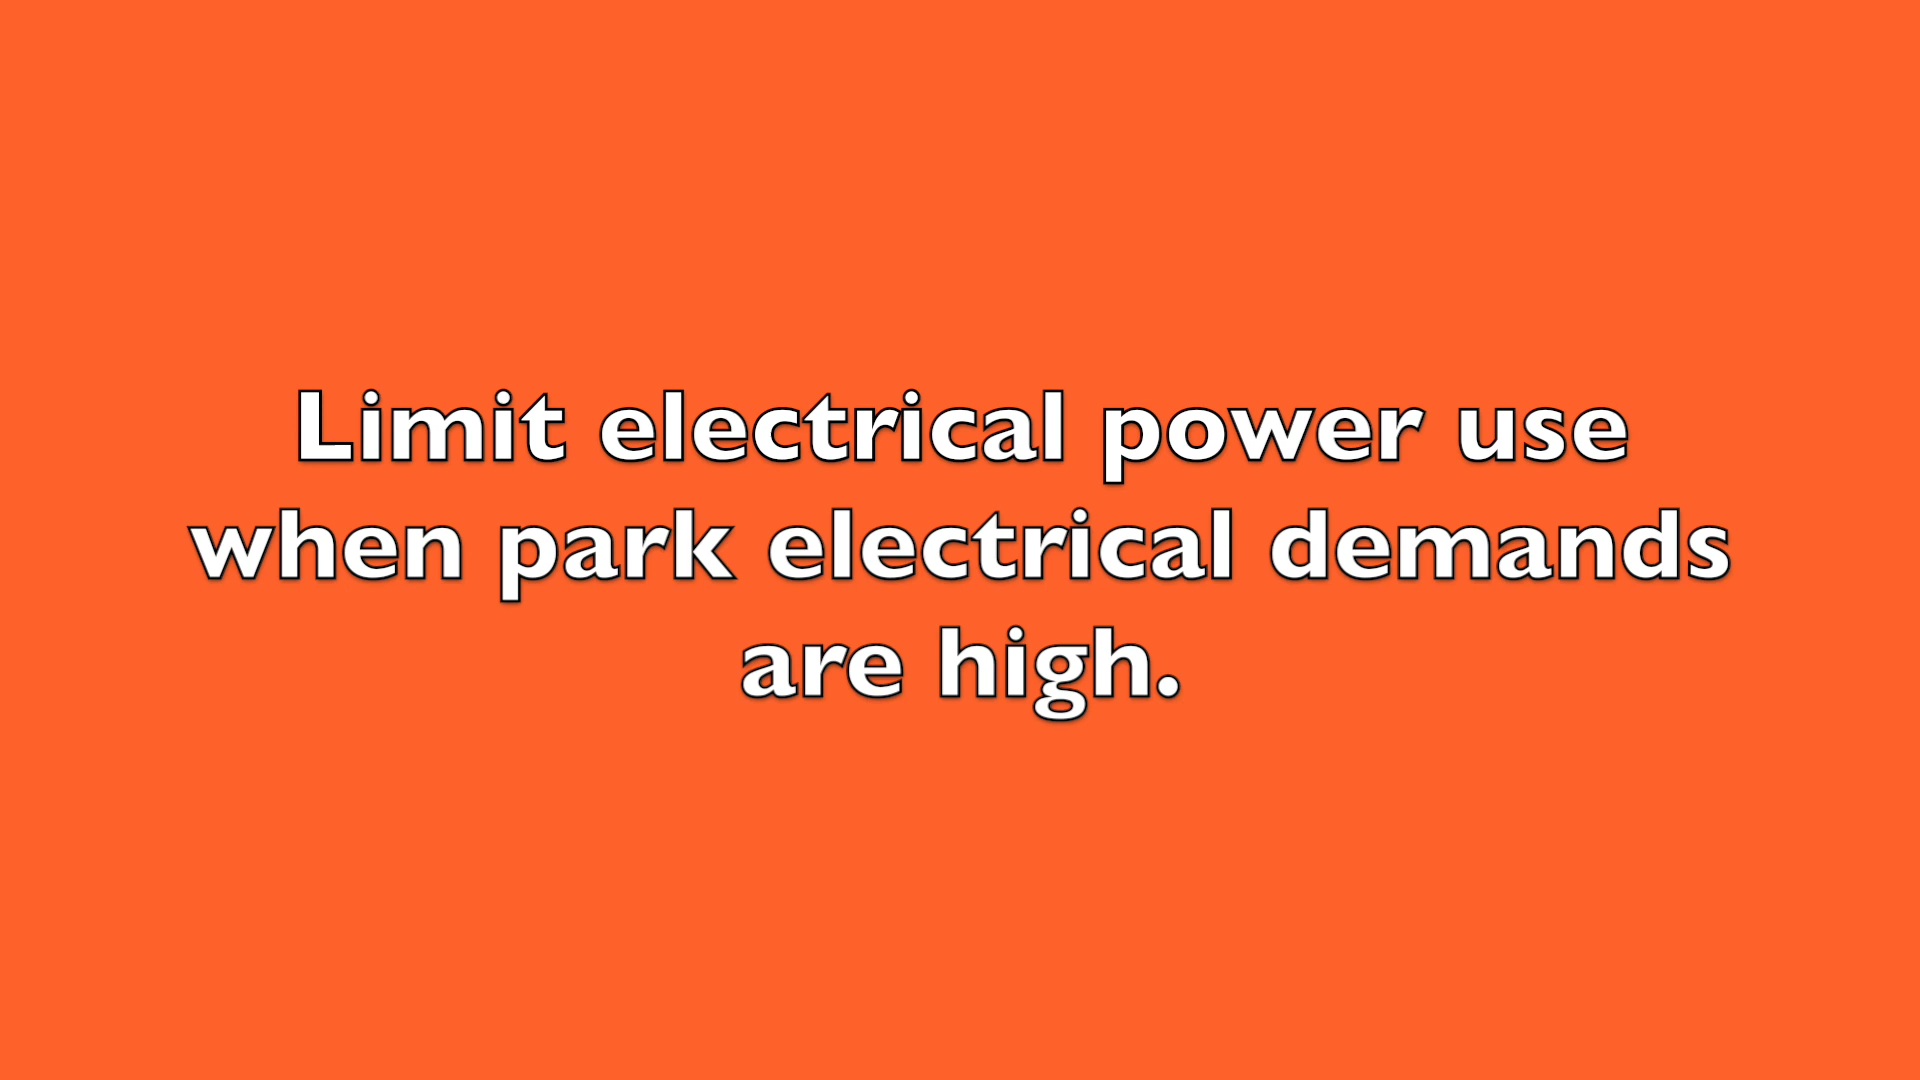 Limit electrical power use
when park electrical demands
are high.